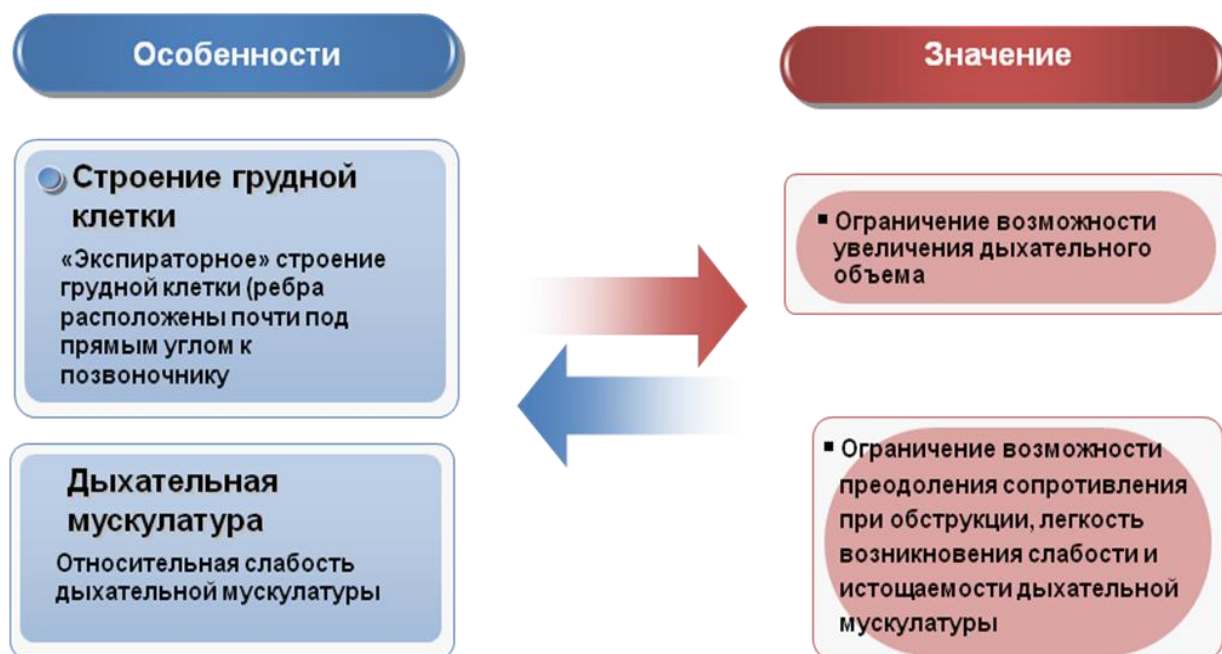 Особенности
Значение
Строение грудной
клетки
«Экспираторное» строение
грудной клетки (ребра
расположены почти под
прямым углом к
позвоночнику
▪ Ограничение возможности
увеличения дыхательного
объема
Дыхательная
мускулатура
Относительная слабость
дыхательной мускулатуры
▪ Ограничение возможности
преодоления сопротивления
при обструкции, легкость
возникновения слабости и
истощаемости дыхательной
мускулатуры